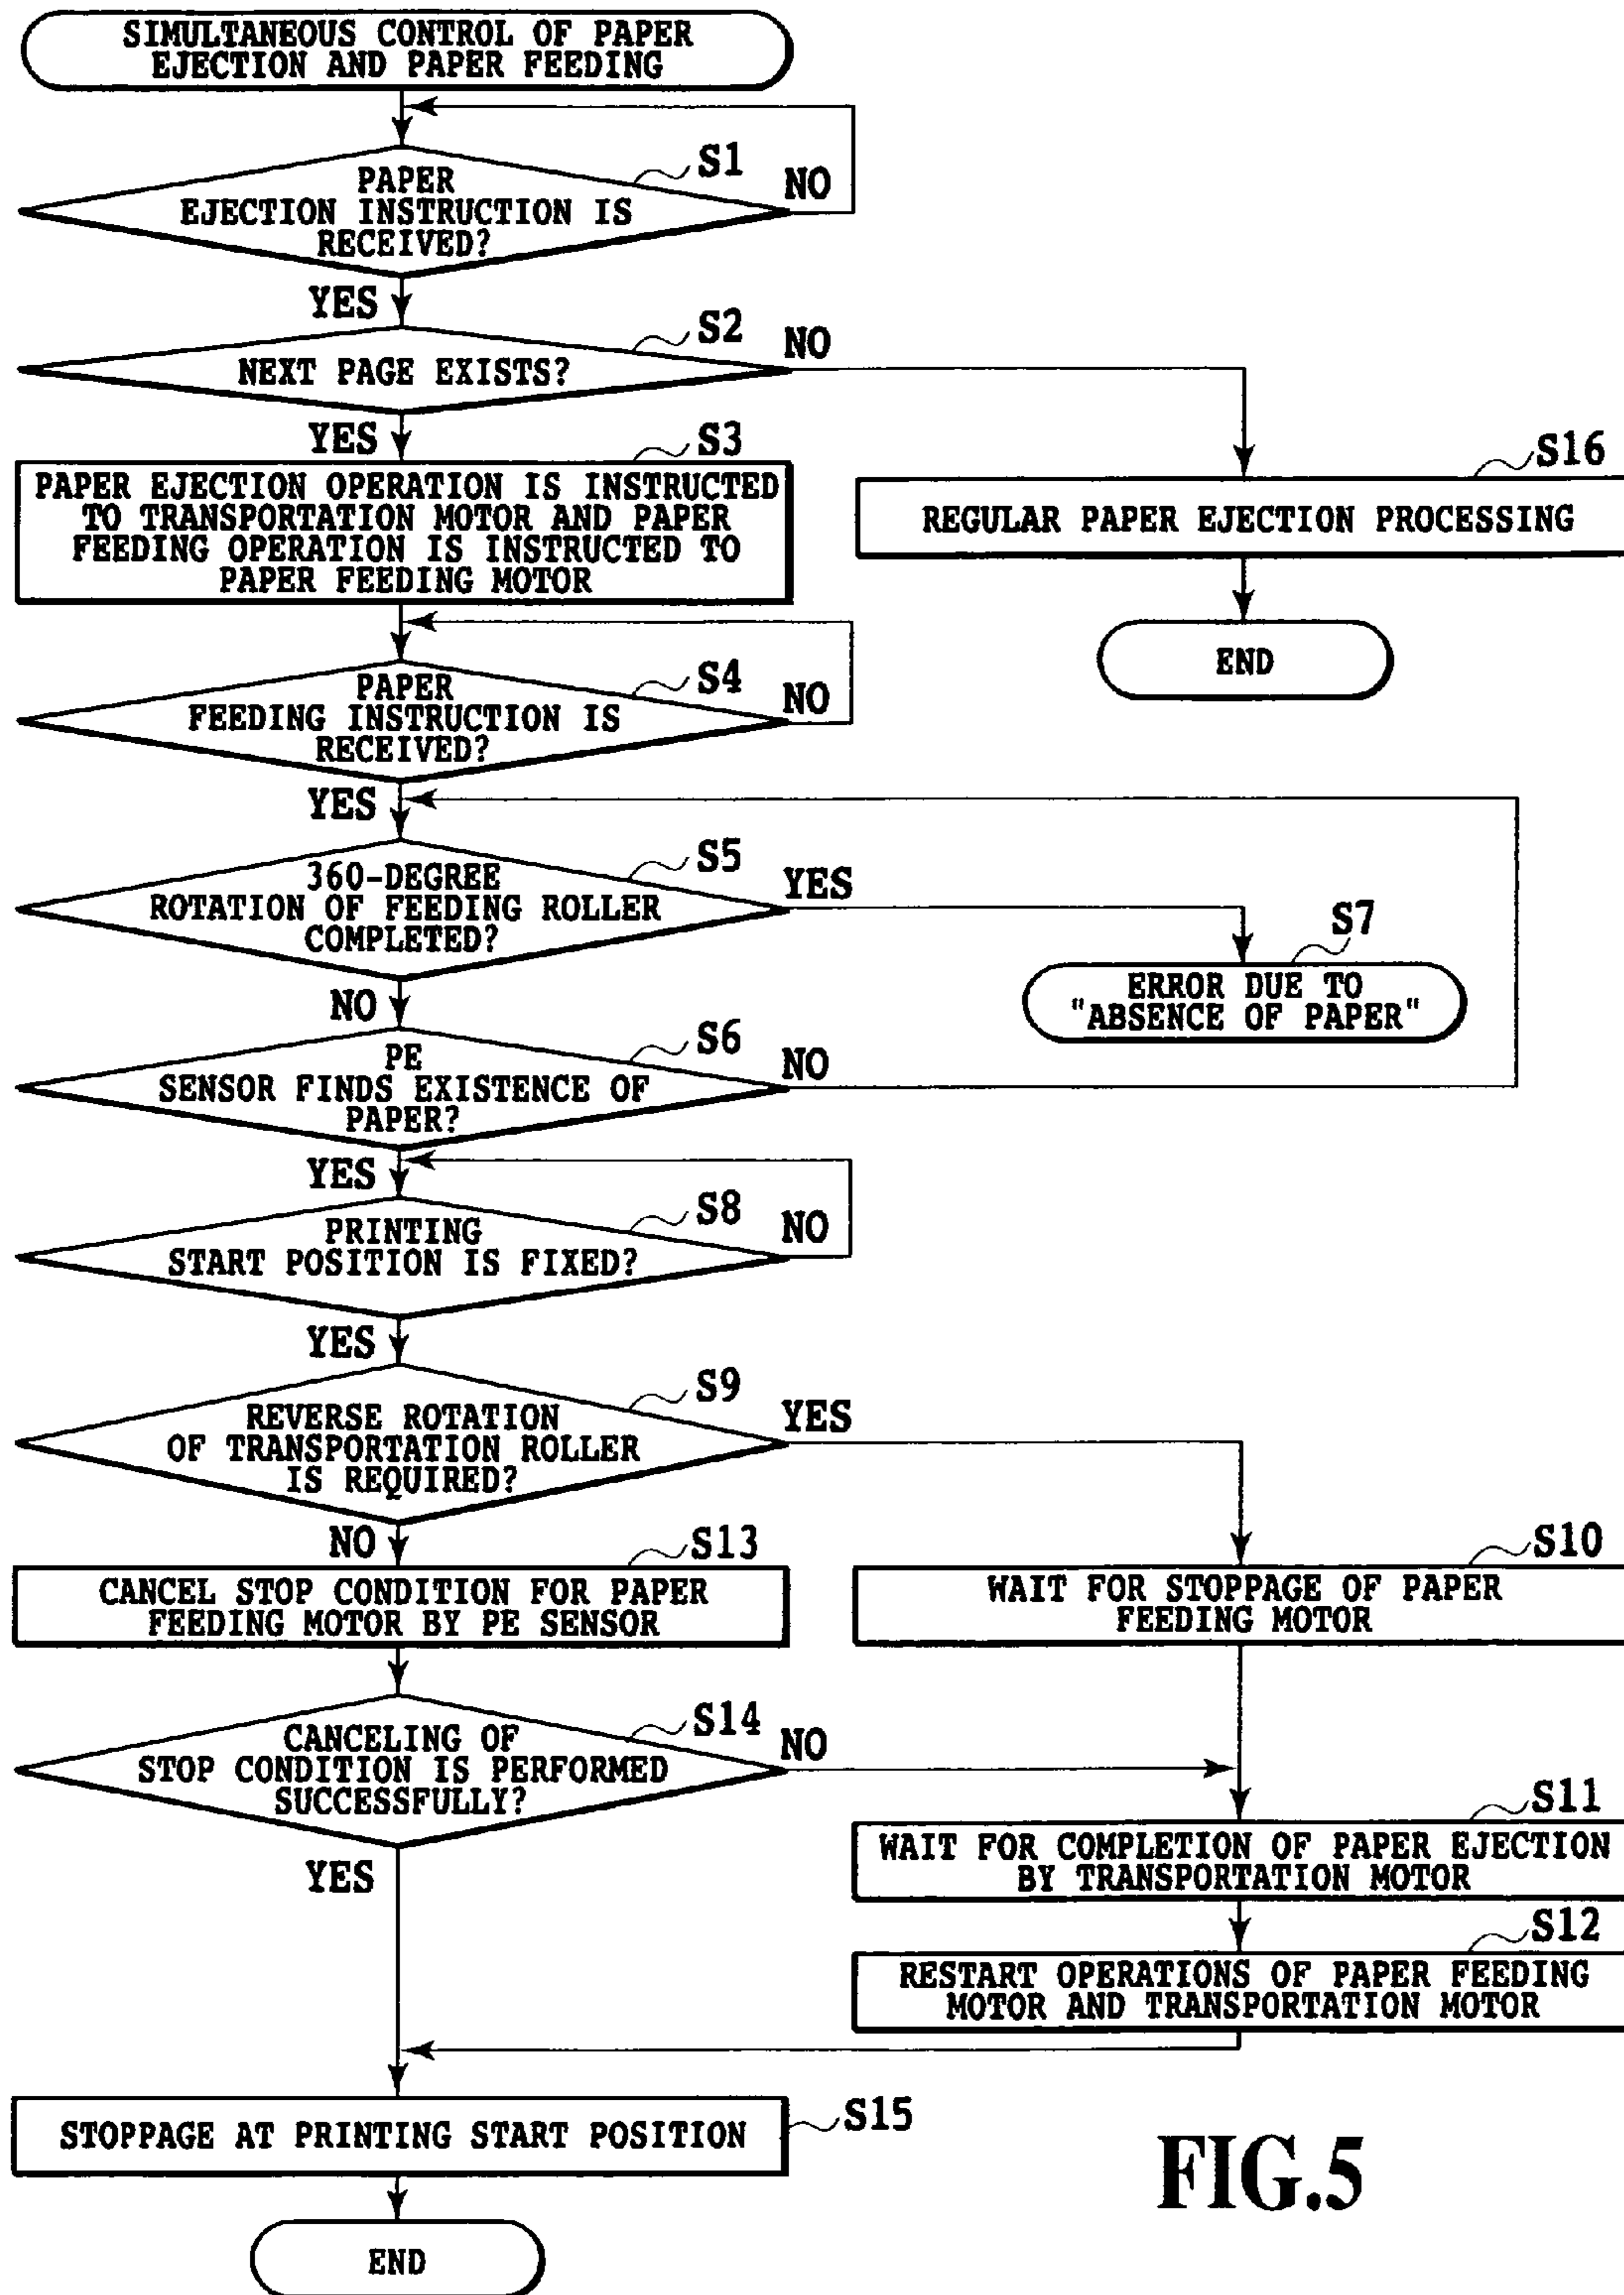 SIMULTANEOUS CONTROL OF PAPER
EJECTION AND PAPER FEEDING
S1
PAPER
EJECTION INSTRUCTION IS
RECEIVED?
NO
YES
S2
NEXT PAGE EXISTS?
NO
YES
S3
PAPER EJECTION OPERATION IS INSTRUCTED
TO TRANSPORTATION MOTOR AND PAPER
FEEDING OPERATION IS INSTRUCTED TO
PAPER FEEDING MOTOR
S16
REGULAR PAPER EJECTION PROCESSING
END
S4
PAPER
FEEDING INSTRUCTION IS
RECEIVED?
NO
YES
S5
360-DEGREE
ROTATION OF FEEDING ROLLER
COMPLETED?
YES
S7
ERROR DUE TO
"ABSENCE OF PAPER"
NO
S6
PE
SENSOR FINDS EXISTENCE OF
PAPER?
NO
YES
S8
PRINTING
START POSITION IS FIXED?
NO
YES
S9
REVERSE ROTATION
OF TRANSPORTATION ROLLER
IS REQUIRED?
YES
NO
S13
CANCEL STOP CONDITION FOR PAPER
FEEDING MOTOR BY PE SENSOR
S10
WAIT FOR STOPPAGE OF PAPER
FEEDING MOTOR
S14
CANCELING OF
STOP CONDITION IS PERFORMED
SUCCESSFULLY?
NO
YES
S11
WAIT FOR COMPLETION OF PAPER EJECTION
BY TRANSPORTATION MOTOR
S12
RESTART OPERATIONS OF PAPER FEEDING
MOTOR AND TRANSPORTATION MOTOR
S15
STOPPAGE AT PRINTING START POSITION
END
FIG.5